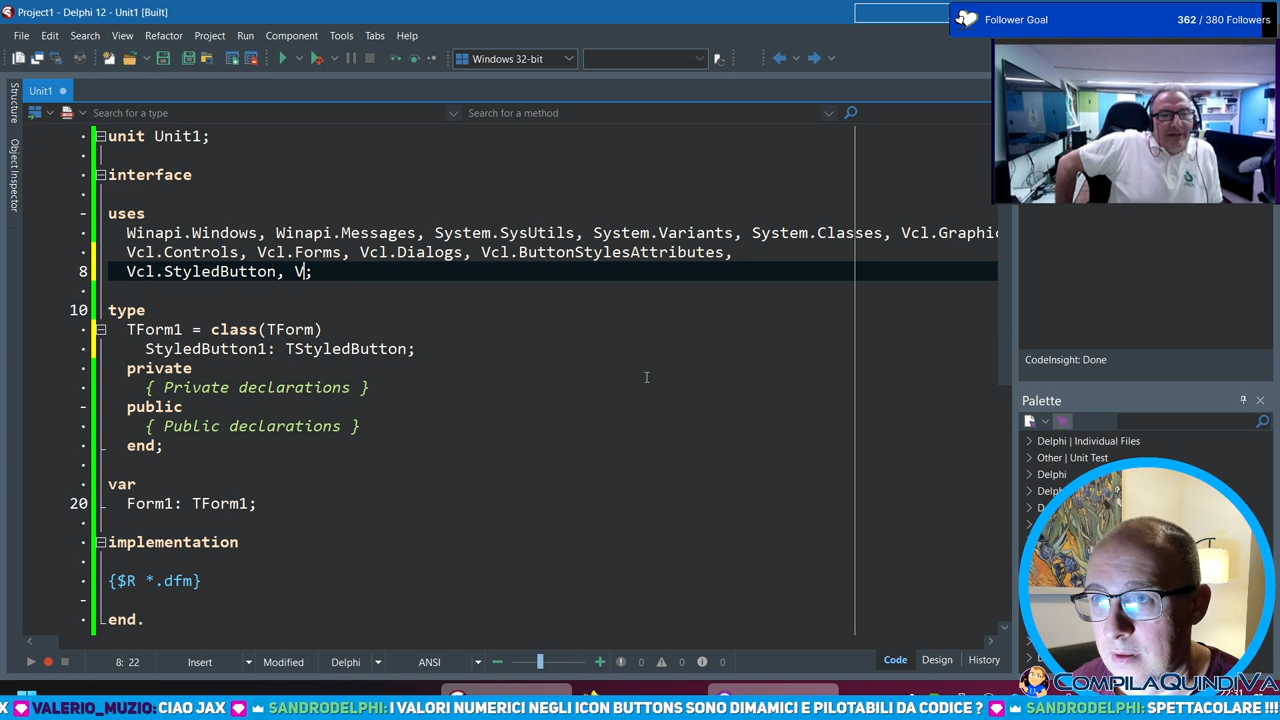 Project1 - Delphi 12 - Unit1 [Built]
Follower Goal
362 / 380 Followers
File Edit Search View Refactor Project Run Component Tools Tabs Help
Windows 32-bit
Unit1
Search for a type
Search for a method
Structure
Object Inspector
unit Unit1;
interface
uses
Winapi.Windows, Winapi.Messages, System.SysUtils, System.Variants, System.Classes, Vcl.Graphic
Vcl.Controls, Vcl.Forms, Vcl.Dialogs, Vcl.ButtonStylesAttributes,
8 Vcl.StyledButton, V;
10 type
TForm1 = class(TForm)
StyledButton1: TStyledButton;
private
{ Private declarations }
public
{ Public declarations }
end;
var
20 Form1: TForm1;
implementation
{$R *.dfm}
end.
CodeInsight: Done
Palette
Delphi | Individual Files
Other | Unit Test
Delphi
8: 22 Insert Modified Delphi ANSI 0 0 0 Code Design History
COMPILAQUINDIVA
X VALERIO_MUZIO: CIAO JAX SANDRODELPHI: I VALORI NUMERICI NEGLI ICON BUTTONS SONO DIMAMICI E PILOTABILI DA CODICE ? SANDRODELPHI: SPETTACOLARE !!!